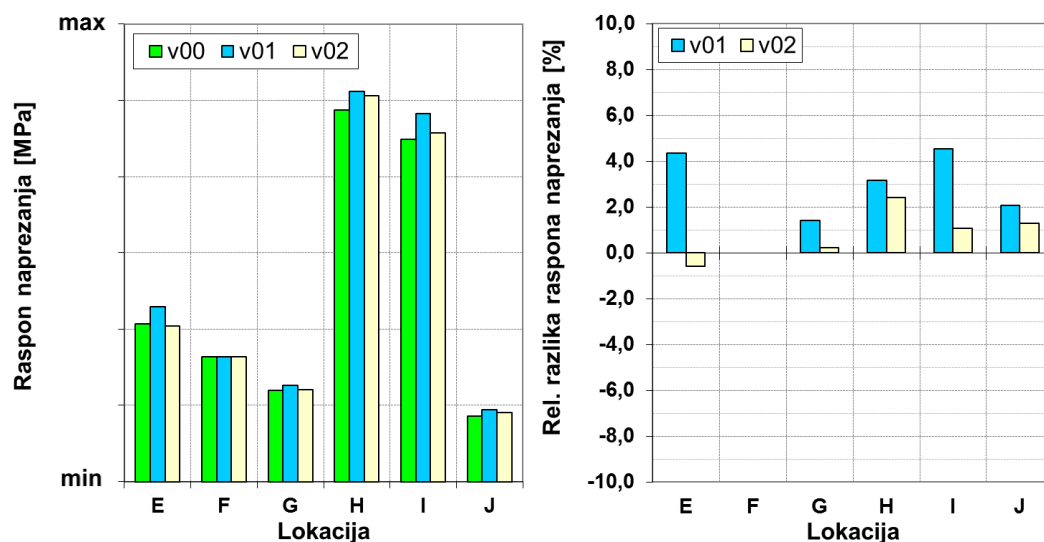 max
v00 v01 v02
Raspon naprezanja [MPa]
min
E F G H I J
Lokacija
10,0
v01 v02
8,0
6,0
4,0
2,0
0,0
-2,0
-4,0
-6,0
-8,0
-10,0
Rel. razlika raspona naprezanja [%]
E F G H I J
Lokacija